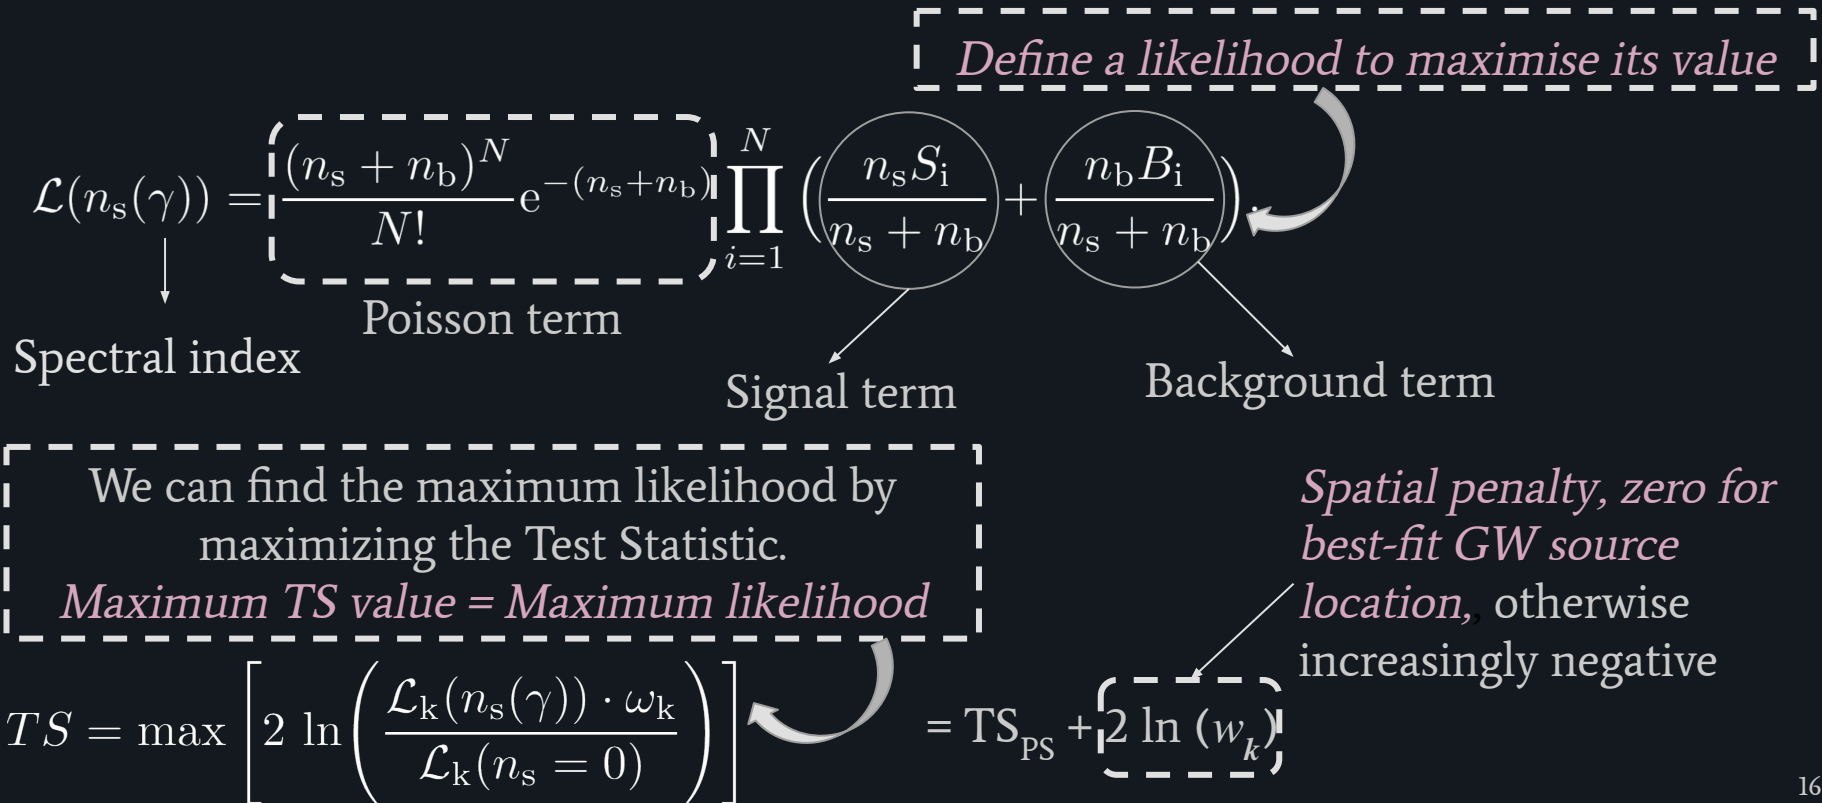 Define a likelihood to maximise its value
ℒ(n_s(γ)) = (n_s + n_b)^N / N! e^−(n_s+n_b) ∏_{i=1}^{N} ( n_s S_i / (n_s + n_b) + n_b B_i / (n_s + n_b) ).
Poisson term
Spectral index
Signal term
Background term
We can find the maximum likelihood by
maximizing the Test Statistic.
Maximum TS value = Maximum likelihood
Spatial penalty, zero for
best-fit GW source
location,, otherwise
increasingly negative
TS = max [ 2 ln ( ℒ_k(n_s(γ)) · ω_k / ℒ_k(n_s = 0) ) ] = TS_PS + 2 ln (w_k)
16